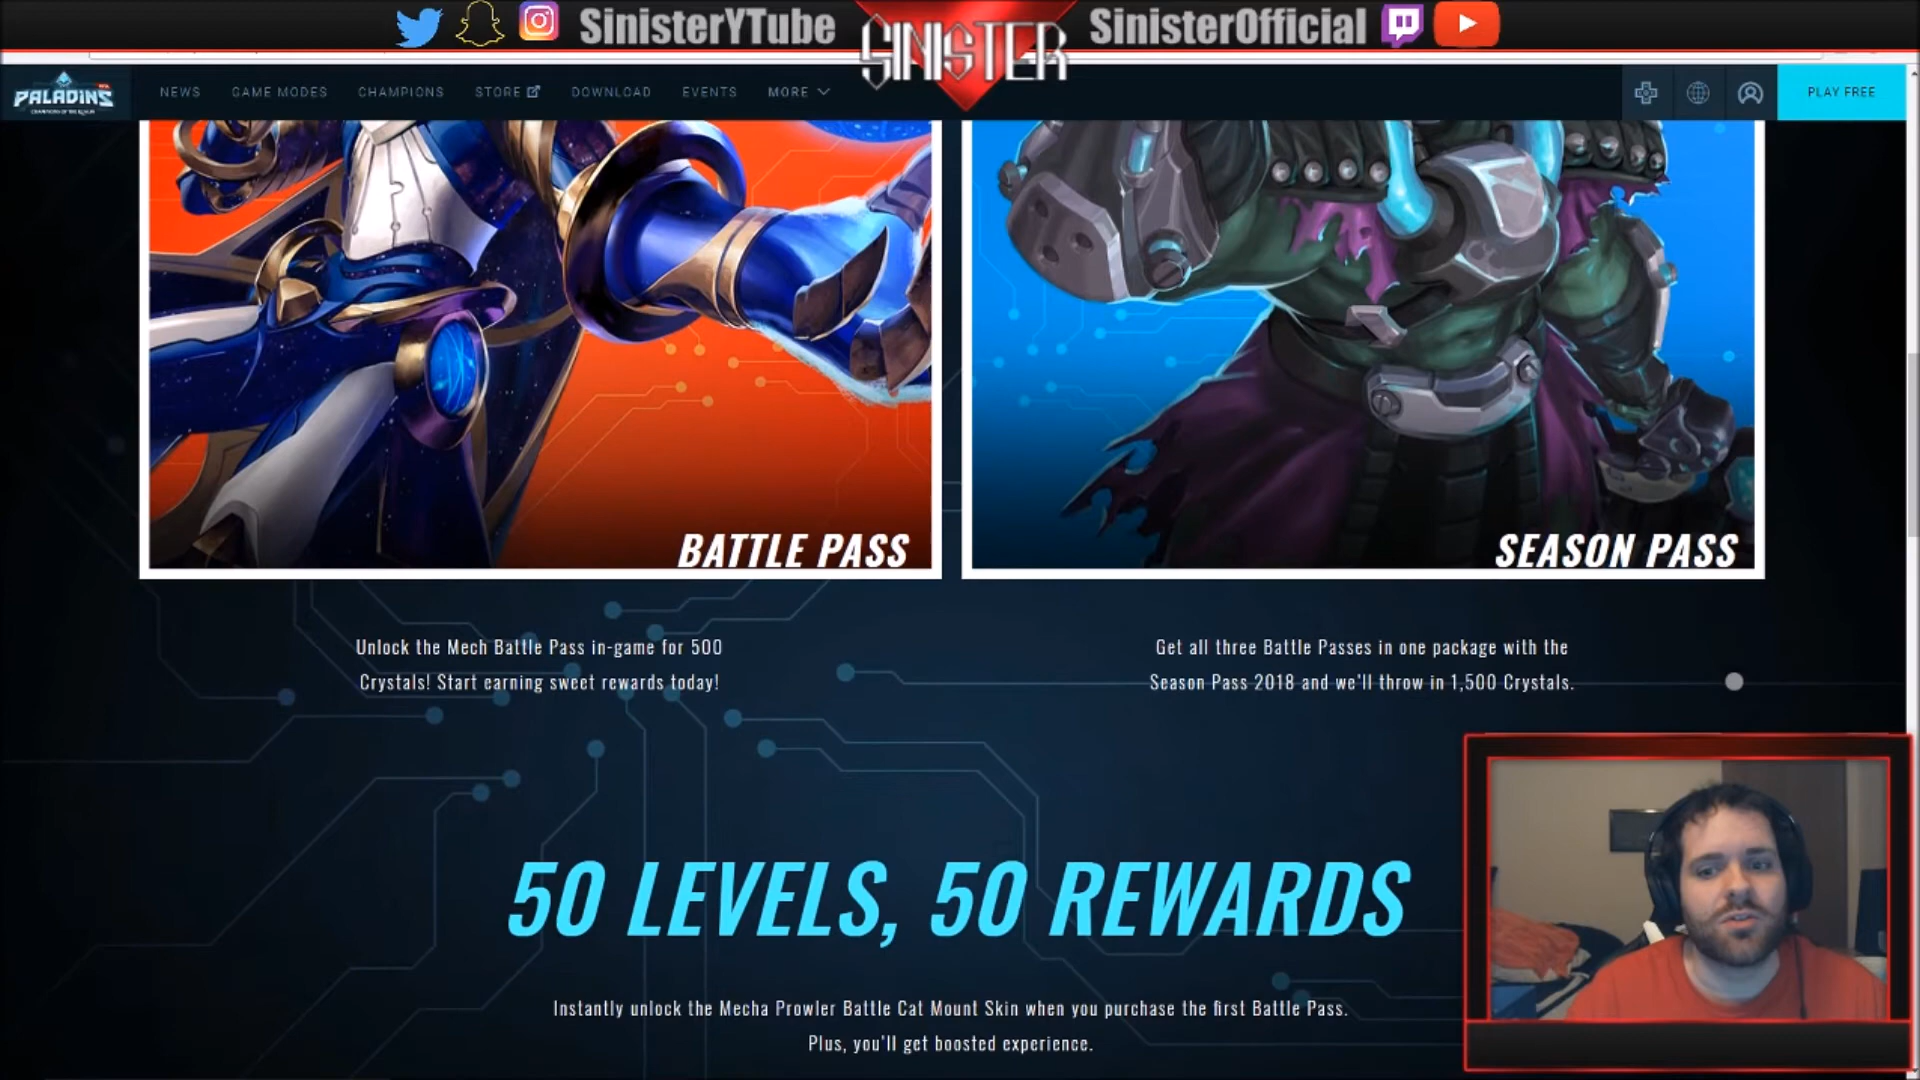 SinisterYTube
SINISTER
SinisterOfficial
PALADINS
CHAMPIONS OF THE REALM
NEWS
GAME MODES
CHAMPIONS
STORE
DOWNLOAD
EVENTS
MORE
PLAY FREE
BATTLE PASS
SEASON PASS
Unlock the Mech Battle Pass in-game for 500
Crystals! Start earning sweet rewards today!
Get all three Battle Passes in one package with the
Season Pass 2018 and we'll throw in 1,500 Crystals.
50 LEVELS, 50 REWARDS
Instantly unlock the Mecha Prowler Battle Cat Mount Skin when you purchase the first Battle Pass.
Plus, you'll get boosted experience.